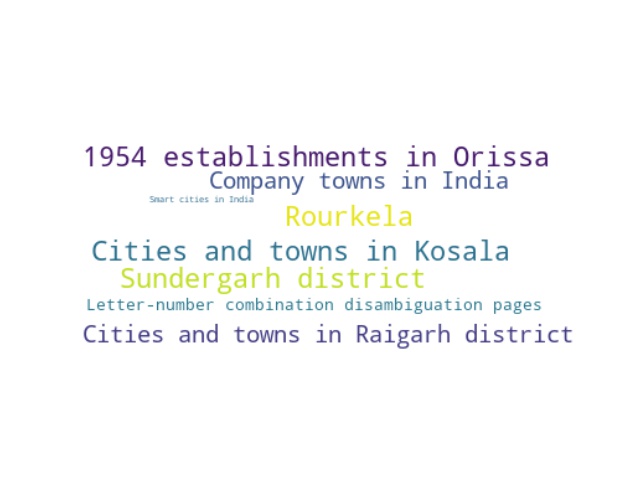 1954 establishments in Orissa
Company towns in India
Smart cities in India
Rourkela
Cities and towns in Kosala
Sundergarh district
Letter-number combination disambiguation pages
Cities and towns in Raigarh district